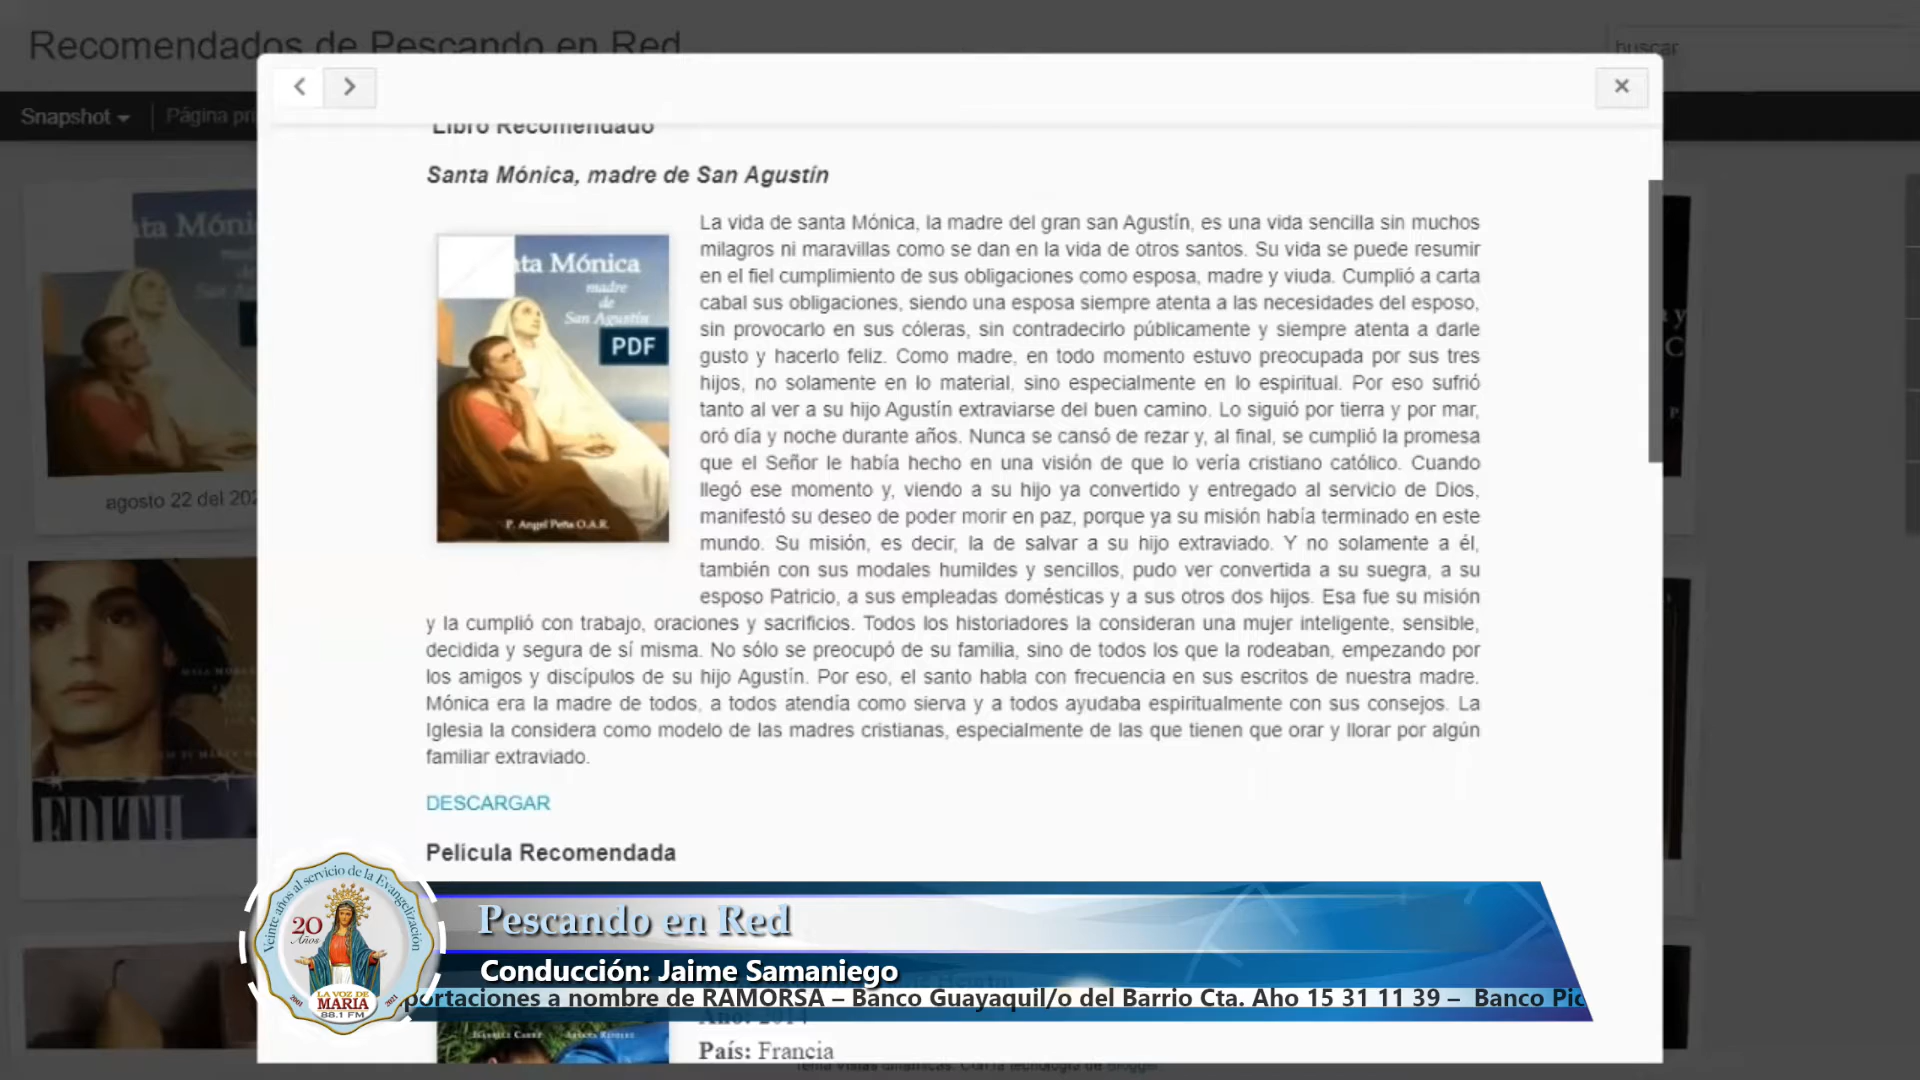 Recomendados de Pescando en Red
buscar
Snapshot
Página pri
Libro Recomendado
Santa Mónica, madre de San Agustín
ta Móni
agosto 22 del 202
EDITH
nta Mónica
madre
de
San Agustín
PDF
P. Angel Peña O.A.R.
La vida de santa Mónica, la madre del gran san Agustín, es una vida sencilla sin muchos
milagros ni maravillas como se dan en la vida de otros santos. Su vida se puede resumir
en el fiel cumplimiento de sus obligaciones como esposa, madre y viuda. Cumplió a carta
cabal sus obligaciones, siendo una esposa siempre atenta a las necesidades del esposo,
sin provocarlo en sus cóleras, sin contradecirlo públicamente y siempre atenta a darle
gusto y hacerlo feliz. Como madre, en todo momento estuvo preocupada por sus tres
hijos, no solamente en lo material, sino especialmente en lo espiritual. Por eso sufrió
tanto al ver a su hijo Agustín extraviarse del buen camino. Lo siguió por tierra y por mar,
oró día y noche durante años. Nunca se cansó de rezar y, al final, se cumplió la promesa
que el Señor le había hecho en una visión de que lo vería cristiano católico. Cuando
llegó ese momento y, viendo a su hijo ya convertido y entregado al servicio de Dios,
manifestó su deseo de poder morir en paz, porque ya su misión había terminado en este
mundo. Su misión, es decir, la de salvar a su hijo extraviado. Y no solamente a él,
también con sus modales humildes y sencillos, pudo ver convertida a su suegra, a su
esposo Patricio, a sus empleadas domésticas y a sus otros dos hijos. Esa fue su misión
y la cumplió con trabajo, oraciones y sacrificios. Todos los historiadores la consideran una mujer inteligente, sensible,
decidida y segura de sí misma. No sólo se preocupó de su familia, sino de todos los que la rodeaban, empezando por
los amigos y discípulos de su hijo Agustín. Por eso, el santo habla con frecuencia en sus escritos de nuestra madre.
Mónica era la madre de todos, a todos atendía como sierva y a todos ayudaba espiritualmente con sus consejos. La
Iglesia la considera como modelo de las madres cristianas, especialmente de las que tienen que orar y llorar por algún
familiar extraviado.
DESCARGAR
Película Recomendada
Veinte años al servicio de la Evangelización
20
Años
2001
2021
LA VOZ DE
MARIA
88.1 FM
Pescando en Red
Conducción: Jaime Samaniego
portaciones a nombre de RAMORSA – Banco Guayaquil/o del Barrio Cta. Aho 15 31 11 39 – Banco Pic
Año: 2014
País: Francia